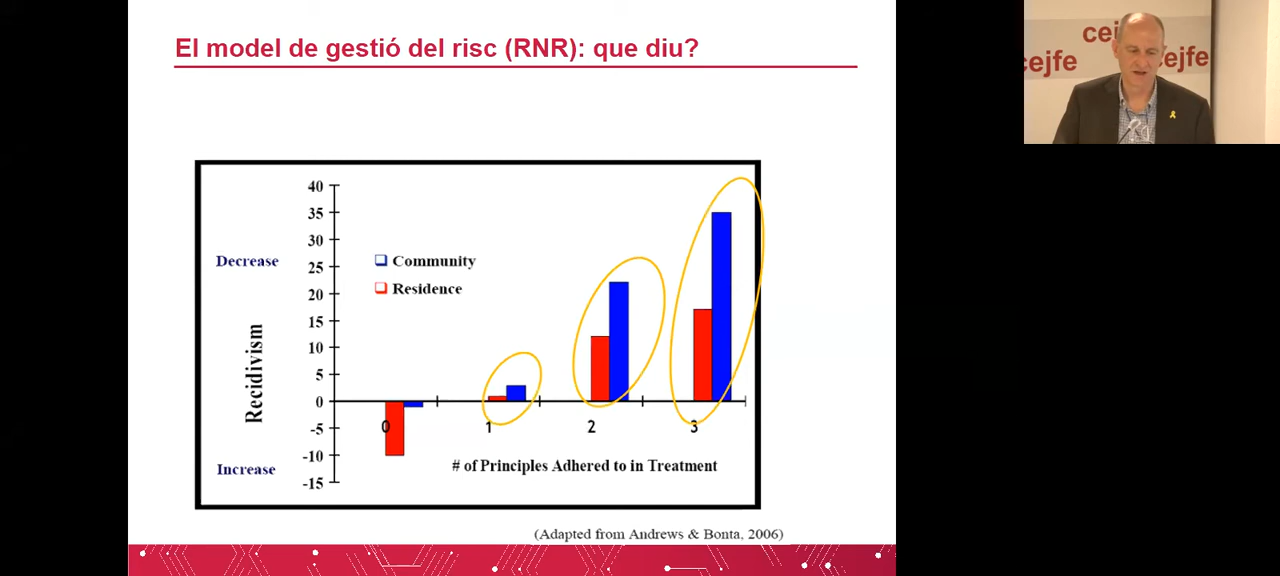 El model de gestió del risc (RNR): que diu?
40
35
30
25
20
15
10
5
0
-5
-10
-15
Decrease
Recidivism
Increase
Community
Residence
0 1 2 3
# of Principles Adhered to in Treatment
(Adapted from Andrews & Bonta, 2006)
cejfe
cejfe